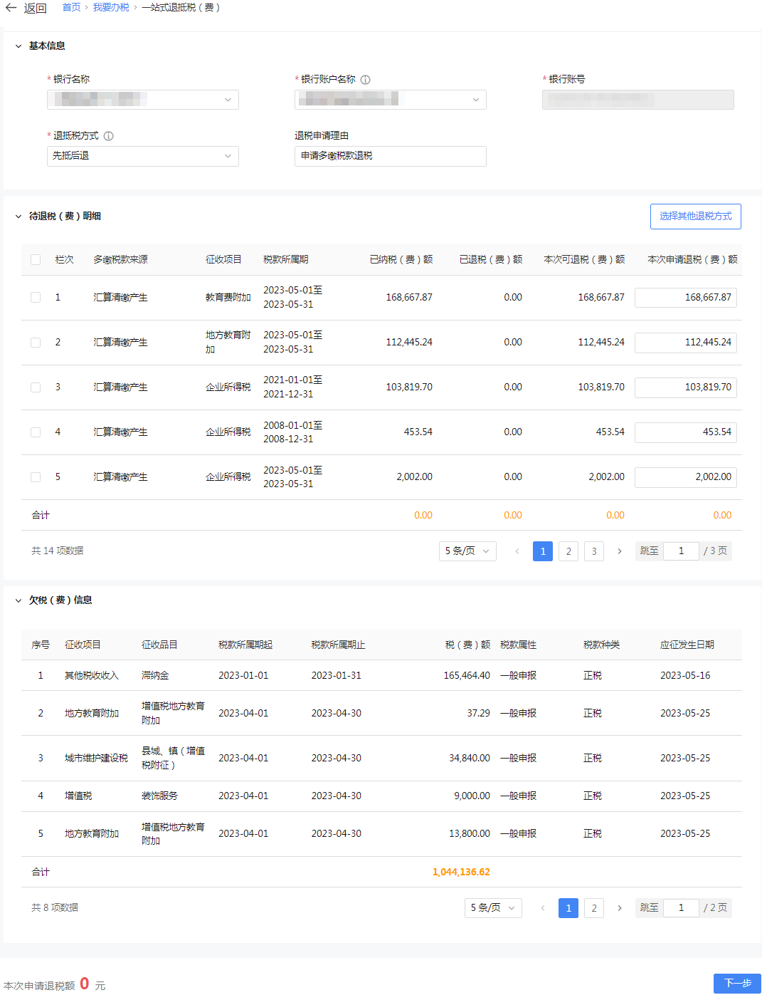 返回 首页 › 我要办税 › 一站式退抵税（费）
基本信息
* 银行名称 * 银行账户名称 * 银行账号
* 退抵税方式 退税申请理由
先抵后退 申请多缴税款退税
待退税（费）明细 选择其他退税方式
栏次 多缴税款来源 征收项目 税款所属期 已纳税（费）额 已退税（费）额 本次可退税（费）额 本次申请退税（费）额
1 汇算清缴产生 教育费附加 2023-05-01至 168,667.87 0.00 168,667.87 168,667.87
2023-05-31
2 汇算清缴产生 地方教育附 2023-05-01至 112,445.24 0.00 112,445.24 112,445.24
加 2023-05-31
3 汇算清缴产生 企业所得税 2021-01-01至 103,819.70 0.00 103,819.70 103,819.70
2021-12-31
4 汇算清缴产生 企业所得税 2008-01-01至 453.54 0.00 453.54 453.54
2008-12-31
5 汇算清缴产生 企业所得税 2023-05-01至 2,002.00 0.00 2,002.00 2,002.00
2023-05-31
合计 0.00 0.00 0.00 0.00
共 14 项数据 5 条/页 ‹ 1 2 3 › 跳至 1 / 3 页
欠税（费）信息
序号 征收项目 征收品目 税款所属期起 税款所属期止 税（费）额 税款属性 税款种类 应征发生日期
1 其他税收收入 滞纳金 2023-01-01 2023-01-31 165,464.40 一般申报 正税 2023-05-16
2 地方教育附加 增值税地方教育 2023-04-01 2023-04-30 37.29 一般申报 正税 2023-05-25
附加
3 城市维护建设税 县城、镇（增值 2023-04-01 2023-04-30 34,840.00 一般申报 正税 2023-05-25
税附征）
4 增值税 装饰服务 2023-04-01 2023-04-30 9,000.00 一般申报 正税 2023-05-25
5 地方教育附加 增值税地方教育 2023-04-01 2023-04-30 13,800.00 一般申报 正税 2023-05-25
附加
合计 1,044,136.62
共 8 项数据 5 条/页 ‹ 1 2 › 跳至 1 / 2 页
本次申请退税额 0 元 下一步